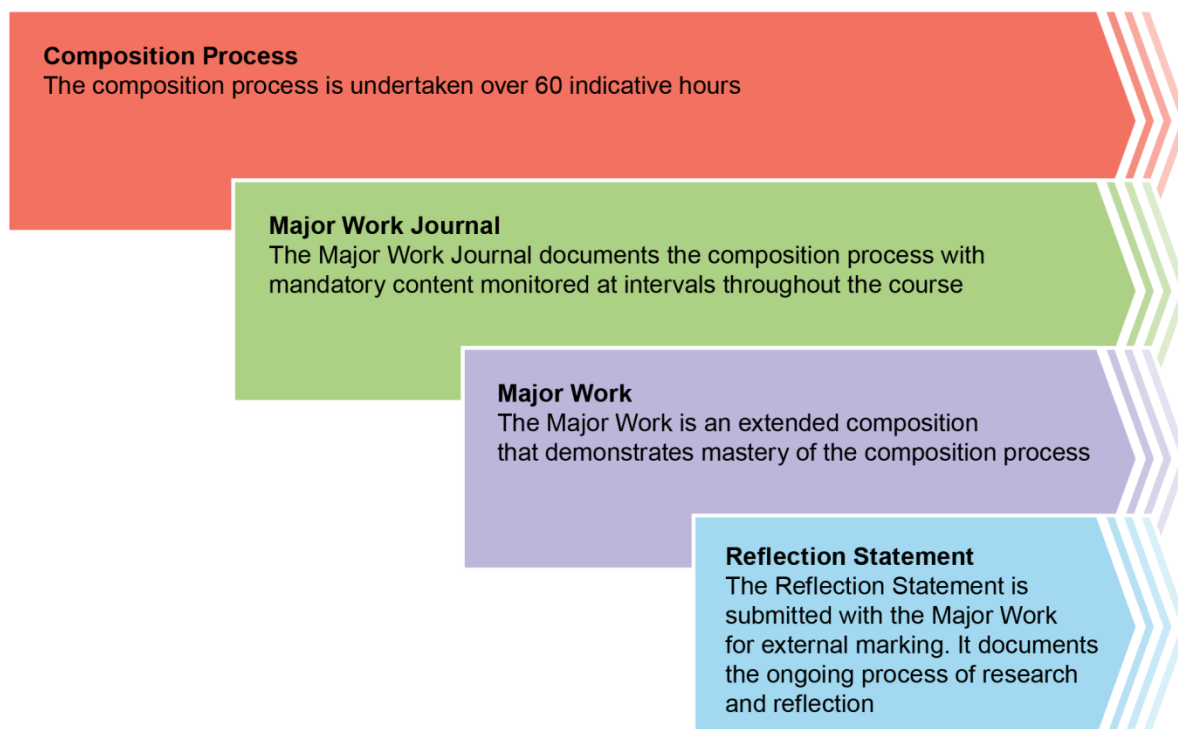 Composition Process
The composition process is undertaken over 60 indicative hours
Major Work Journal
The Major Work Journal documents the composition process with
mandatory content monitored at intervals throughout the course
Major Work
The Major Work is an extended composition
that demonstrates mastery of the composition process
Reflection Statement
The Reflection Statement is
submitted with the Major Work
for external marking. It documents
the ongoing process of research
and reflection